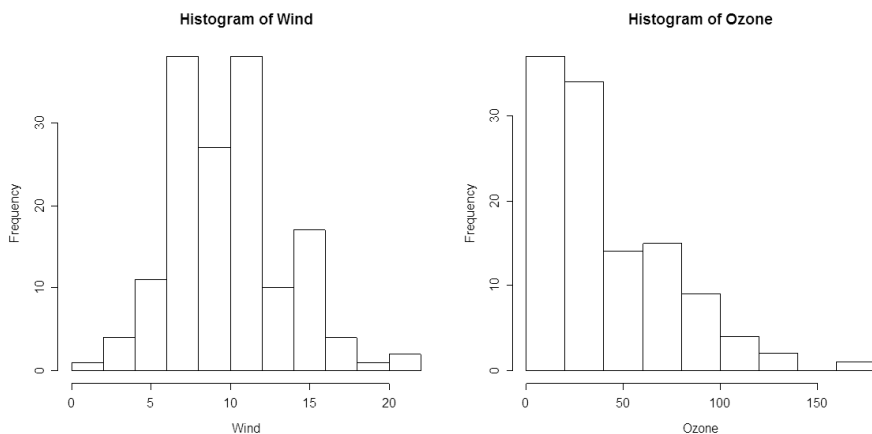 Histogram of Wind
Frequency
0
10
20
30
0 5 10 15 20
Wind
Histogram of Ozone
Frequency
0
10
20
30
0 50 100 150
Ozone